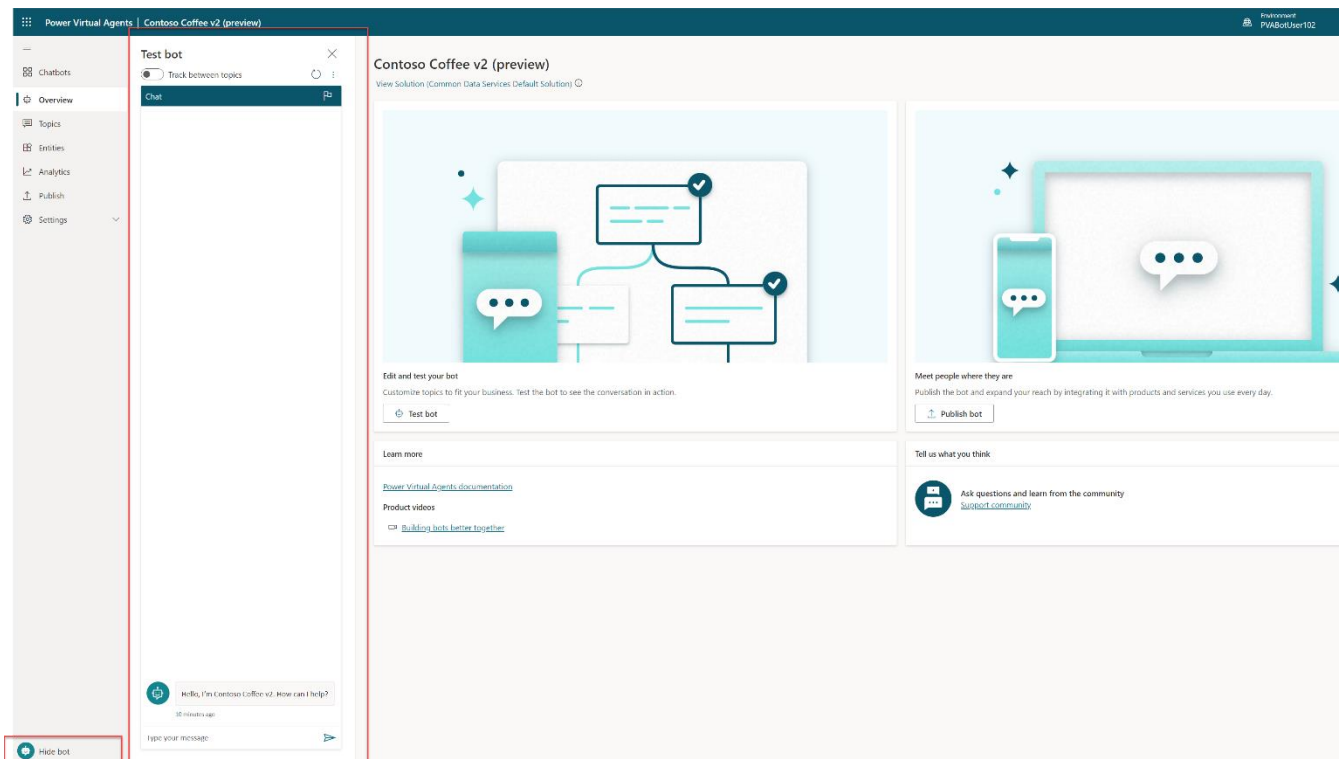 Power Virtual Agents | Contoso Coffee v2 (preview)
Environment
PVABotUser102
Chatbots
Overview
Topics
Entities
Analytics
Publish
Settings
Hide bot
Test bot
Track between topics
Chat
Hello, I'm Contoso Coffee v2. How can I help?
10 minutes ago
Type your message
Contoso Coffee v2 (preview)
View Solution (Common Data Services Default Solution)
Edit and test your bot
Customize topics to fit your business. Test the bot to see the conversation in action.
Test bot
Meet people where they are
Publish the bot and expand your reach by integrating it with products and services you use every day.
Publish bot
Learn more
Power Virtual Agents documentation
Product videos
Building bots better together
Tell us what you think
Ask questions and learn from the community
Support community